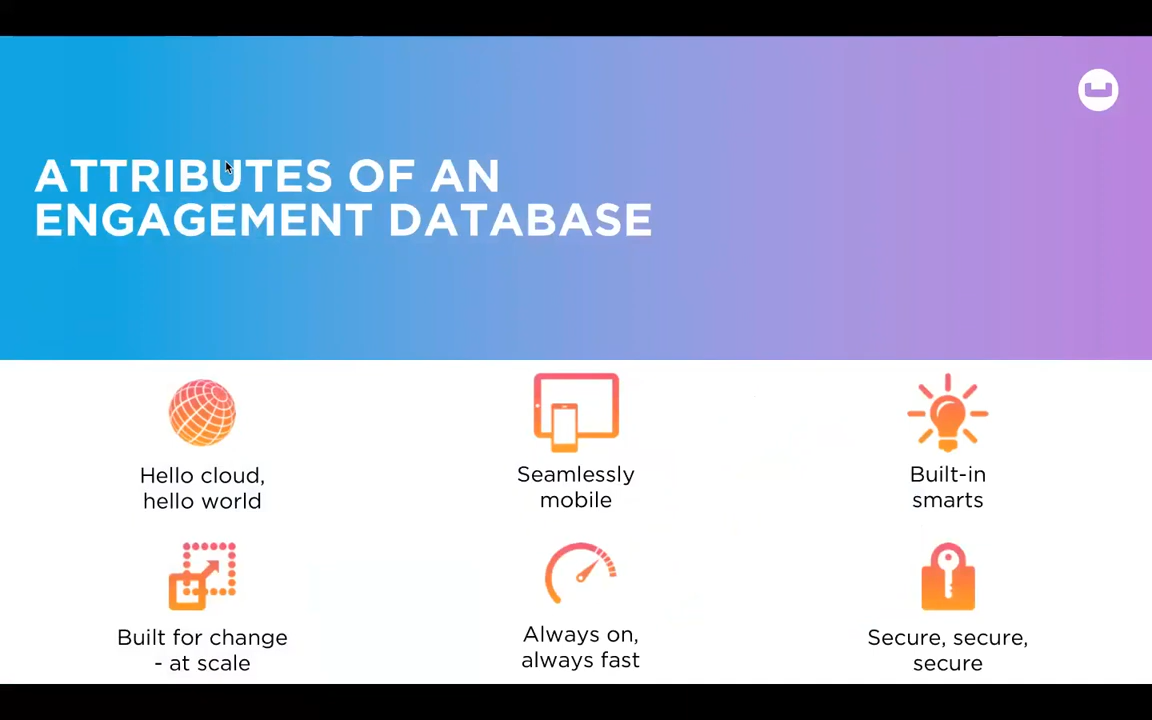 ATTRIBUTES OF AN
ENGAGEMENT DATABASE
Hello cloud,
hello world
Seamlessly
mobile
Built-in
smarts
Built for change
- at scale
Always on,
always fast
Secure, secure,
secure